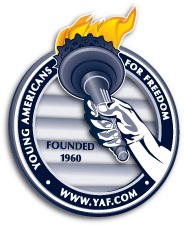 YOUNG AMERICANS FOR FREEDOM
FOUNDED
1960
• WWW.YAF.COM •